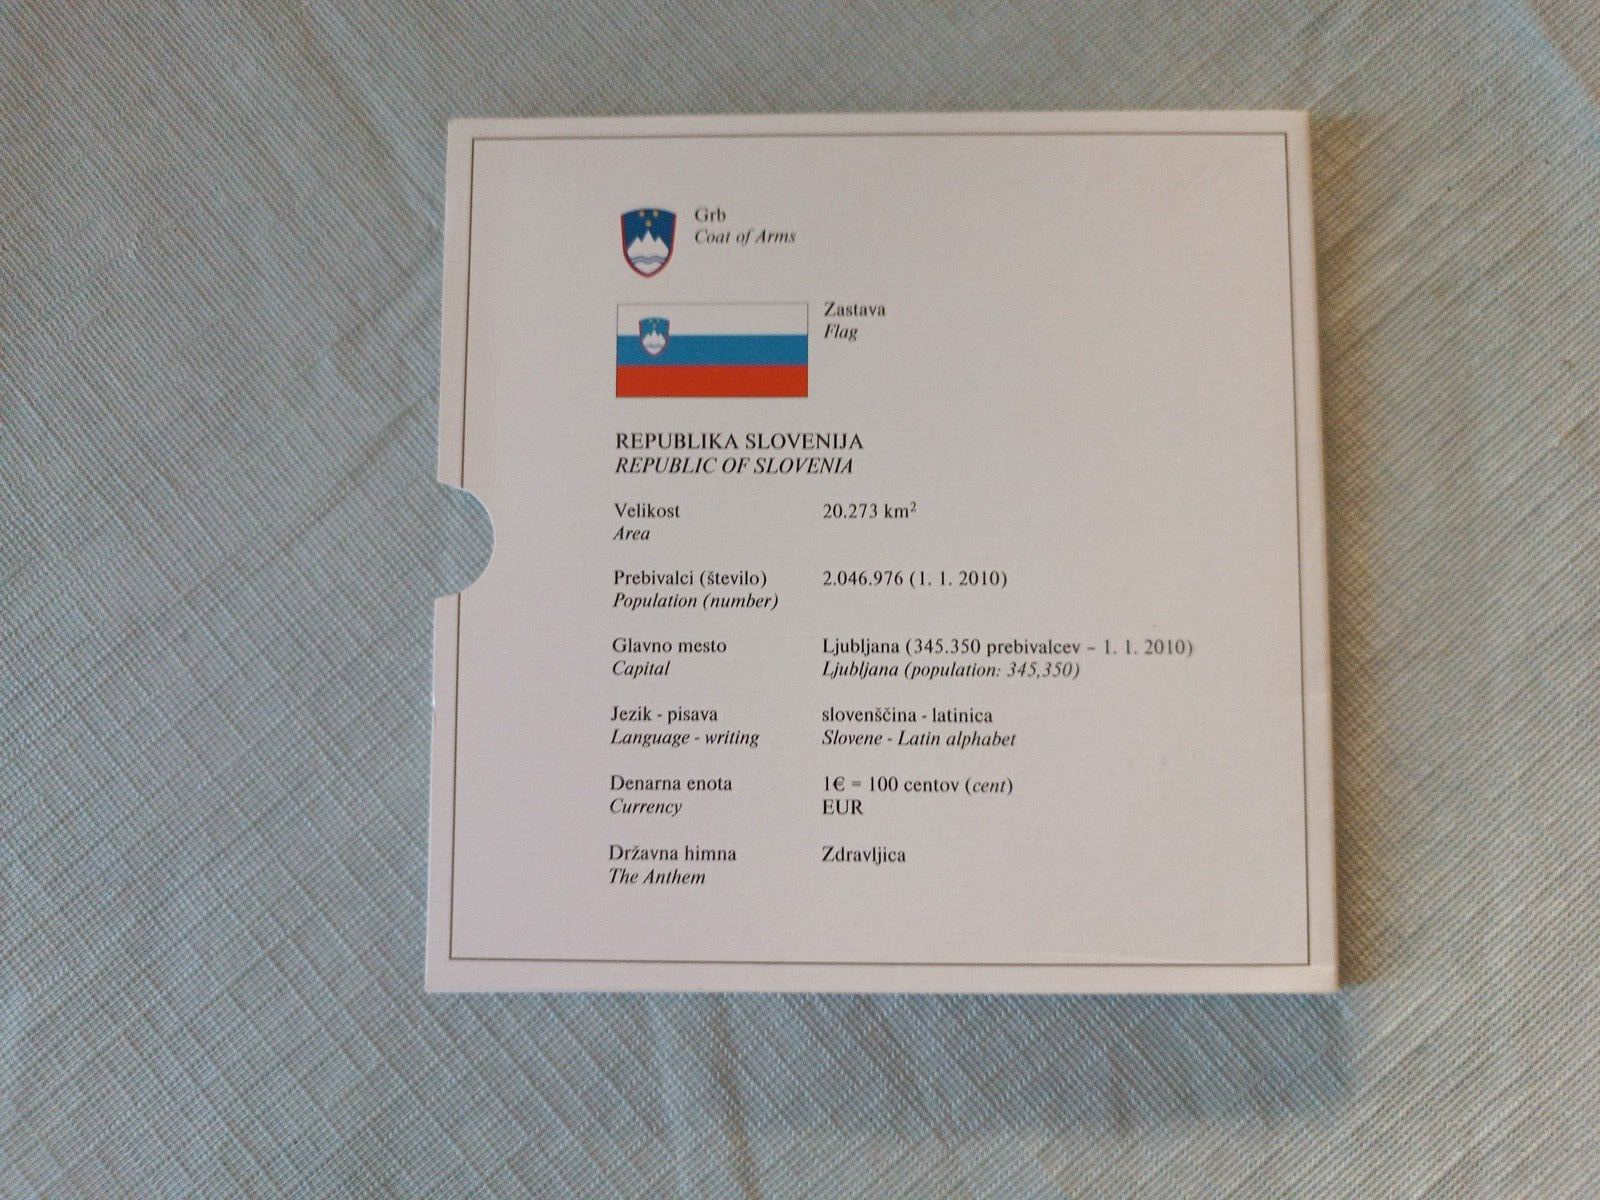 Grb
Coat of Arms
Zastava
Flag
REPUBLIKA SLOVENIJA
REPUBLIC OF SLOVENIA
Velikost 20.273 km²
Area
Prebivalci (število) 2.046.976 (1. 1. 2010)
Population (number)
Glavno mesto Ljubljana (345.350 prebivalcev – 1. 1. 2010)
Capital Ljubljana (population: 345,350)
Jezik - pisava slovenščina - latinica
Language - writing Slovene - Latin alphabet
Denarna enota 1€ = 100 centov (cent)
Currency EUR
Državna himna Zdravljica
The Anthem